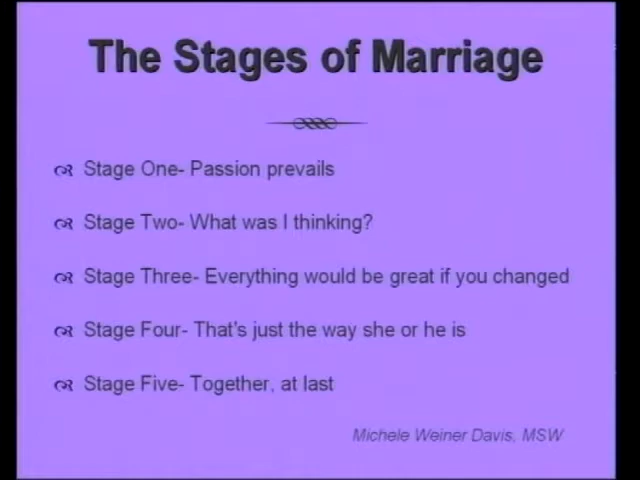 The Stages of Marriage
Stage One- Passion prevails
Stage Two- What was I thinking?
Stage Three- Everything would be great if you changed
Stage Four- That's just the way she or he is
Stage Five- Together, at last
Michele Weiner Davis, MSW